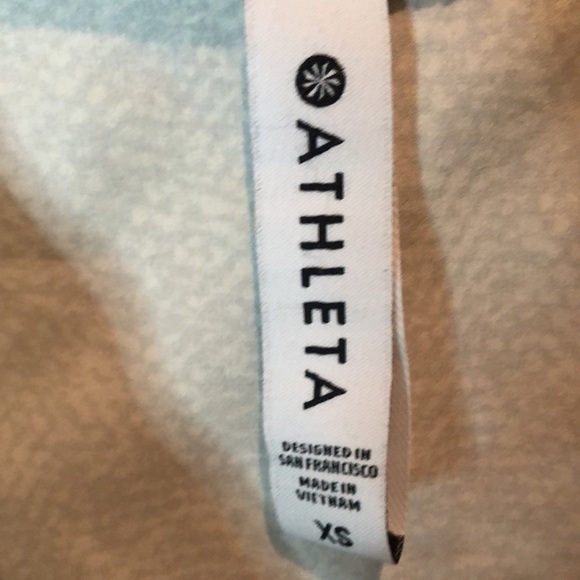 ATHLETA
DESIGNED IN
SAN FRANCISCO
MADE IN
VIETNAM
XS